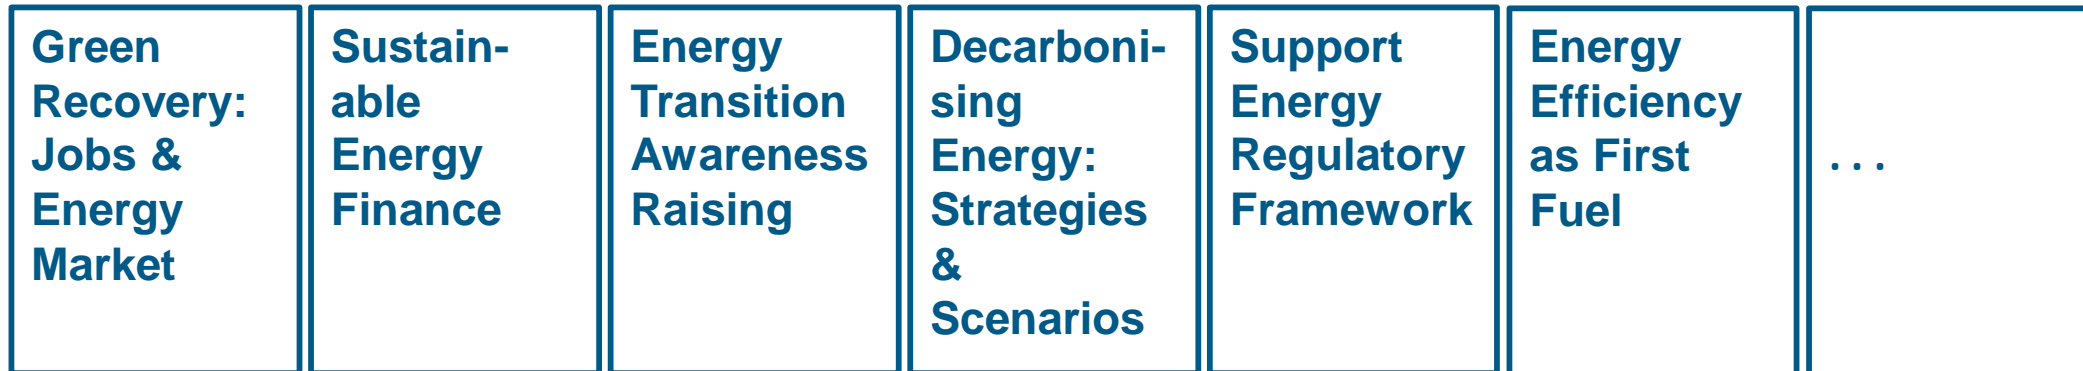 Green
Recovery:
Jobs &
Energy
Market
Sustain-
able
Energy
Finance
Energy
Transition
Awareness
Raising
Decarboni-
sing
Energy:
Strategies
&
Scenarios
Support
Energy
Regulatory
Framework
Energy
Efficiency
as First
Fuel
...